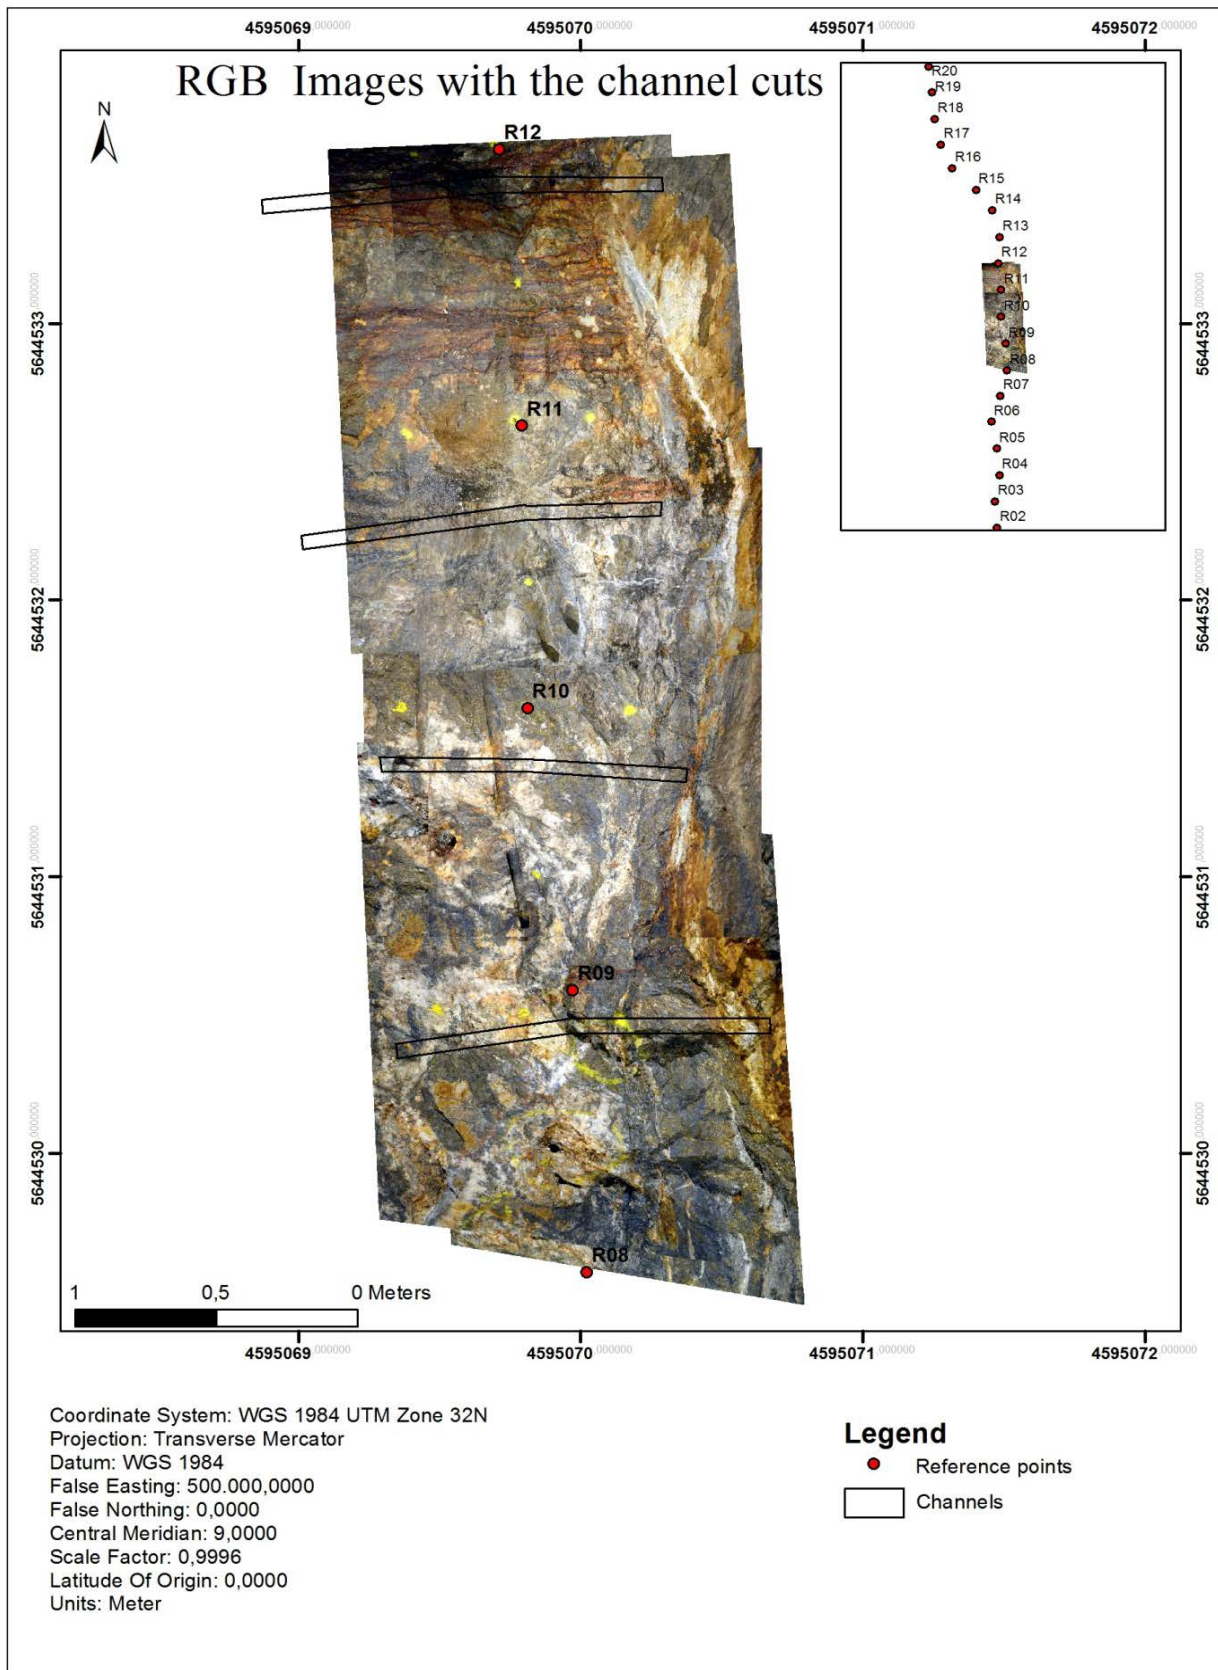 4595069,000000 4595070,000000 4595071,000000 4595072,000000
RGB Images with the channel cuts
N
R20
R19
R18
R17
R16
R15
R14
R13
R12
R11
R10
R09
R08
R07
R06
R05
R04
R03
R02
R12
R11
R10
R09
R08
5644533,000000
5644532,000000
5644531,000000
5644530,000000
5644533,000000
5644532,000000
5644531,000000
5644530,000000
1 0,5 0 Meters
4595069,000000 4595070,000000 4595071,000000 4595072,000000
Coordinate System: WGS 1984 UTM Zone 32N
Projection: Transverse Mercator
Datum: WGS 1984
False Easting: 500.000,0000
False Northing: 0,0000
Central Meridian: 9,0000
Scale Factor: 0,9996
Latitude Of Origin: 0,0000
Units: Meter
Legend
Reference points
Channels